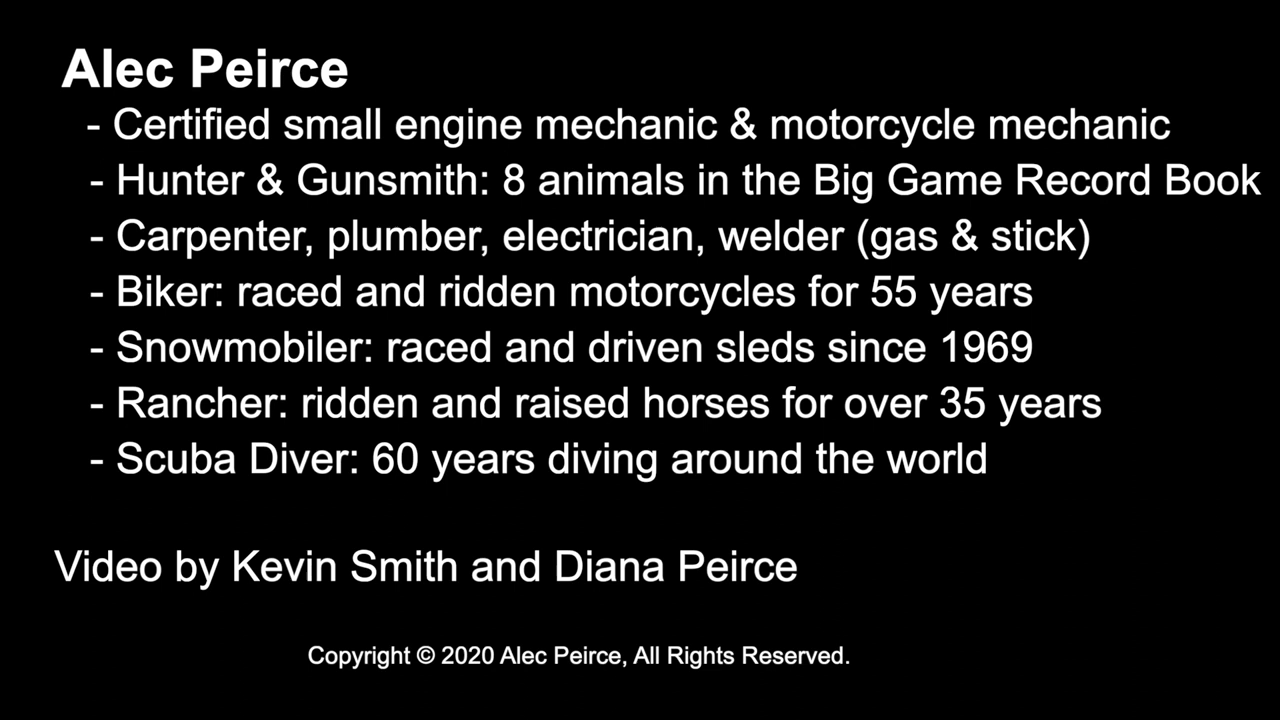 Alec Peirce
- Certified small engine mechanic & motorcycle mechanic
- Hunter & Gunsmith: 8 animals in the Big Game Record Book
- Carpenter, plumber, electrician, welder (gas & stick)
- Biker: raced and ridden motorcycles for 55 years
- Snowmobiler: raced and driven sleds since 1969
- Rancher: ridden and raised horses for over 35 years
- Scuba Diver: 60 years diving around the world
Video by Kevin Smith and Diana Peirce
Copyright © 2020 Alec Peirce, All Rights Reserved.